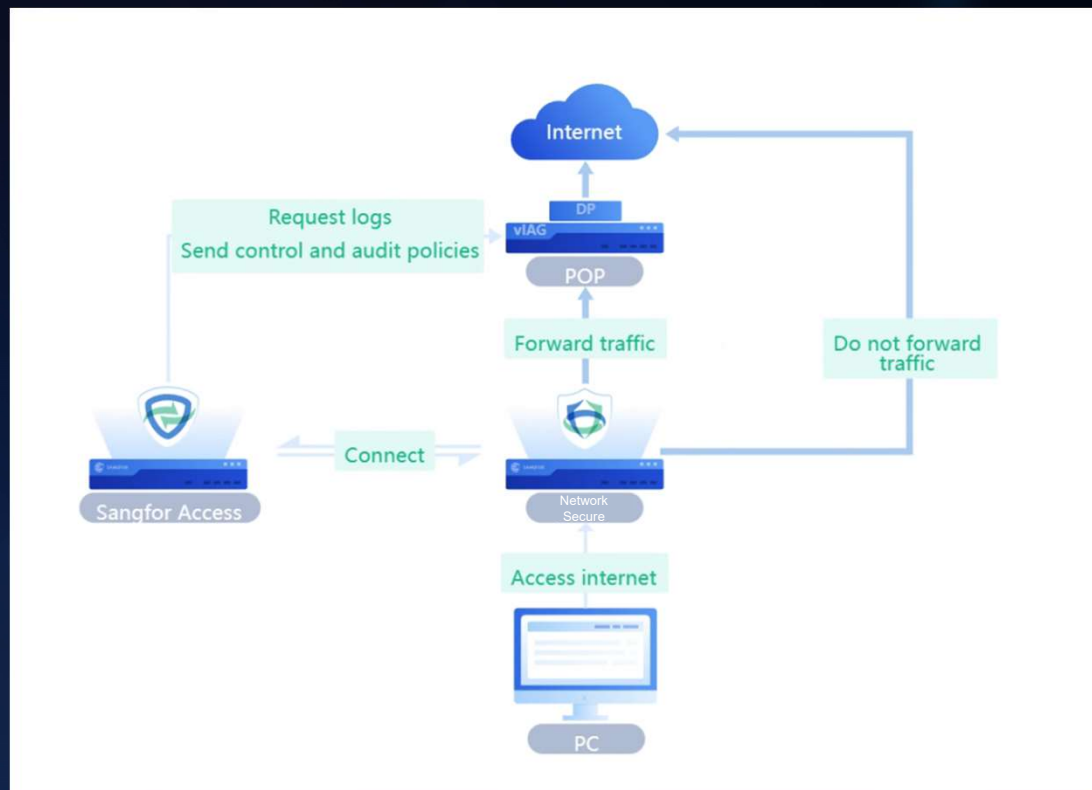 Internet
DP
vIAG
POP
Request logs
Send control and audit policies
Forward traffic
Do not forward
traffic
Connect
Sangfor Access
Network
Secure
Access internet
PC